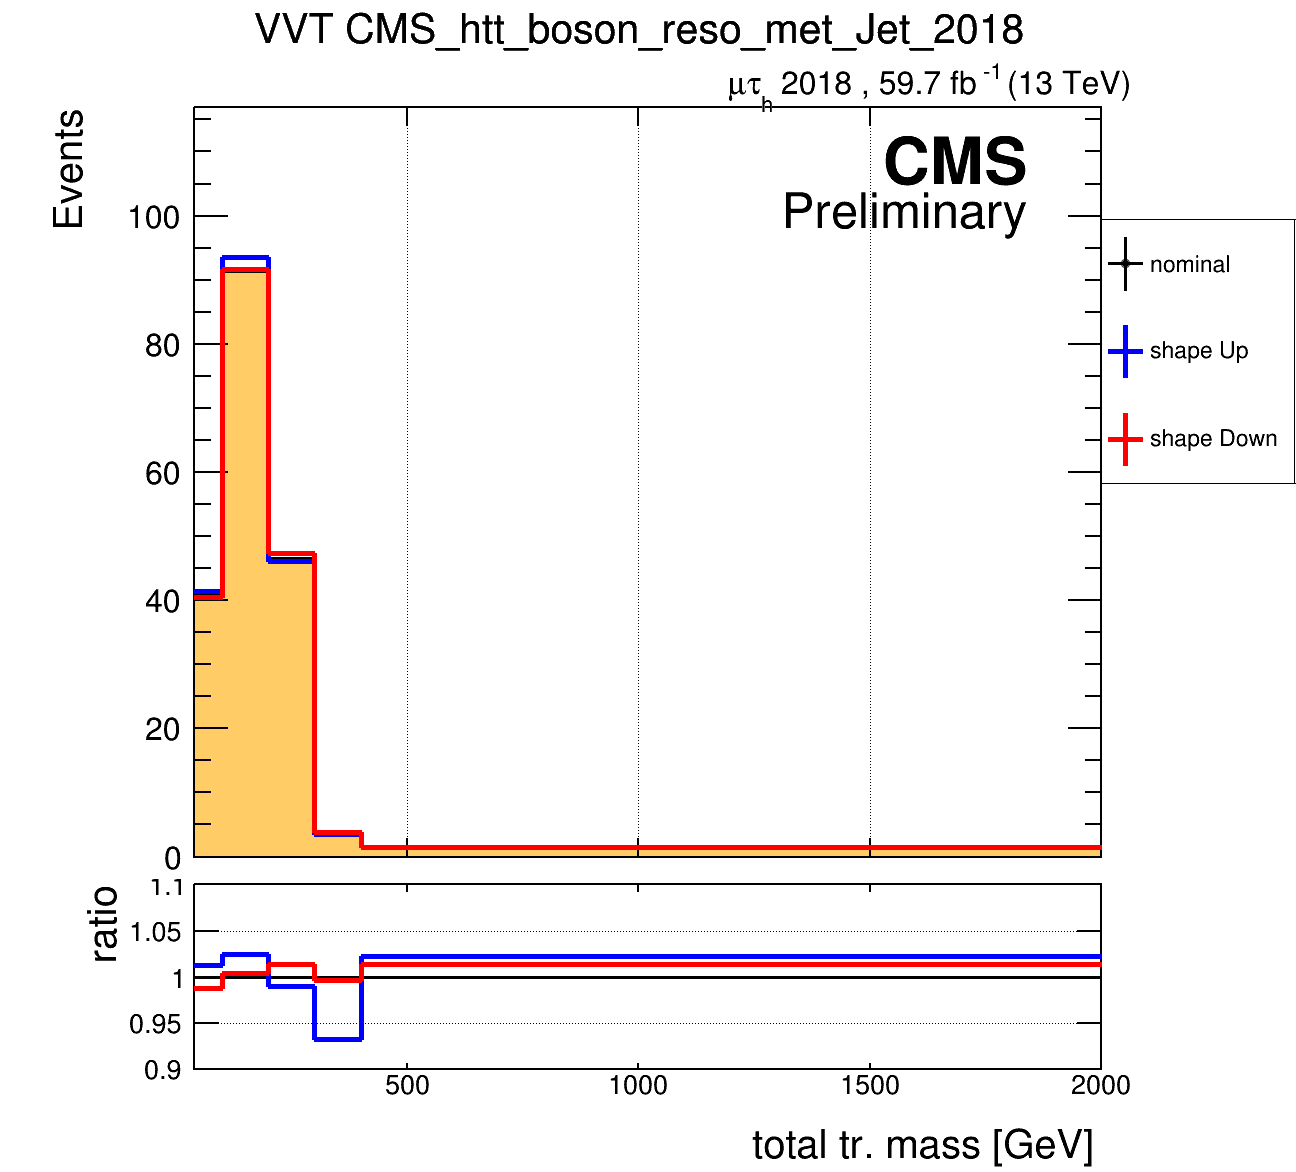 VVT CMS_htt_boson_reso_met_Jet_2018
μτh 2018 , 59.7 fb-1 (13 TeV)
Events
CMS
Preliminary
100
80
60
40
20
0
nominal
shape Up
shape Down
ratio
1.1
1.05
1
0.95
0.9
500 1000 1500 2000
total tr. mass [GeV]